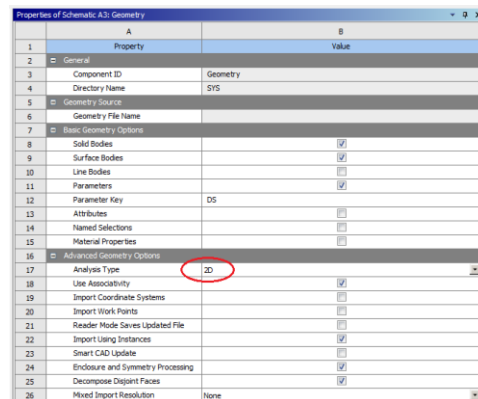 Properties of Schematic A3: Geometry
A B
1 Property Value
2 General
3 Component ID Geometry
4 Directory Name SYS
5 Geometry Source
6 Geometry File Name
7 Basic Geometry Options
8 Solid Bodies
9 Surface Bodies
10 Line Bodies
11 Parameters
12 Parameter Key DS
13 Attributes
14 Named Selections
15 Material Properties
16 Advanced Geometry Options
17 Analysis Type 2D
18 Use Associativity
19 Import Coordinate Systems
20 Import Work Points
21 Reader Mode Saves Updated File
22 Import Using Instances
23 Smart CAD Update
24 Enclosure and Symmetry Processing
25 Decompose Disjoint Faces
26 Mixed Import Resolution None